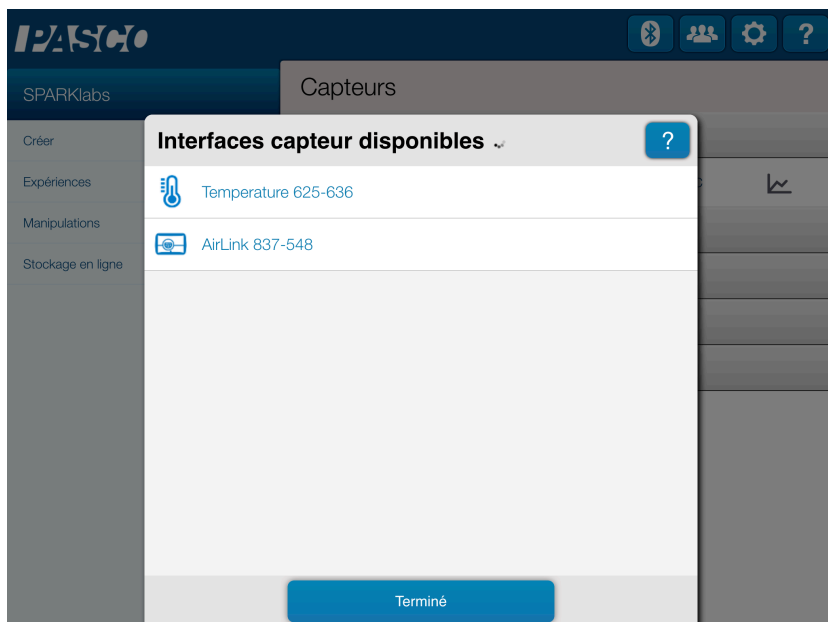 PASCO
?
SPARKlabs
Capteurs
Créer
Interfaces capteur disponibles
?
Expériences
Temperature 625-636
Manipulations
AirLink 837-548
Stockage en ligne
Terminé